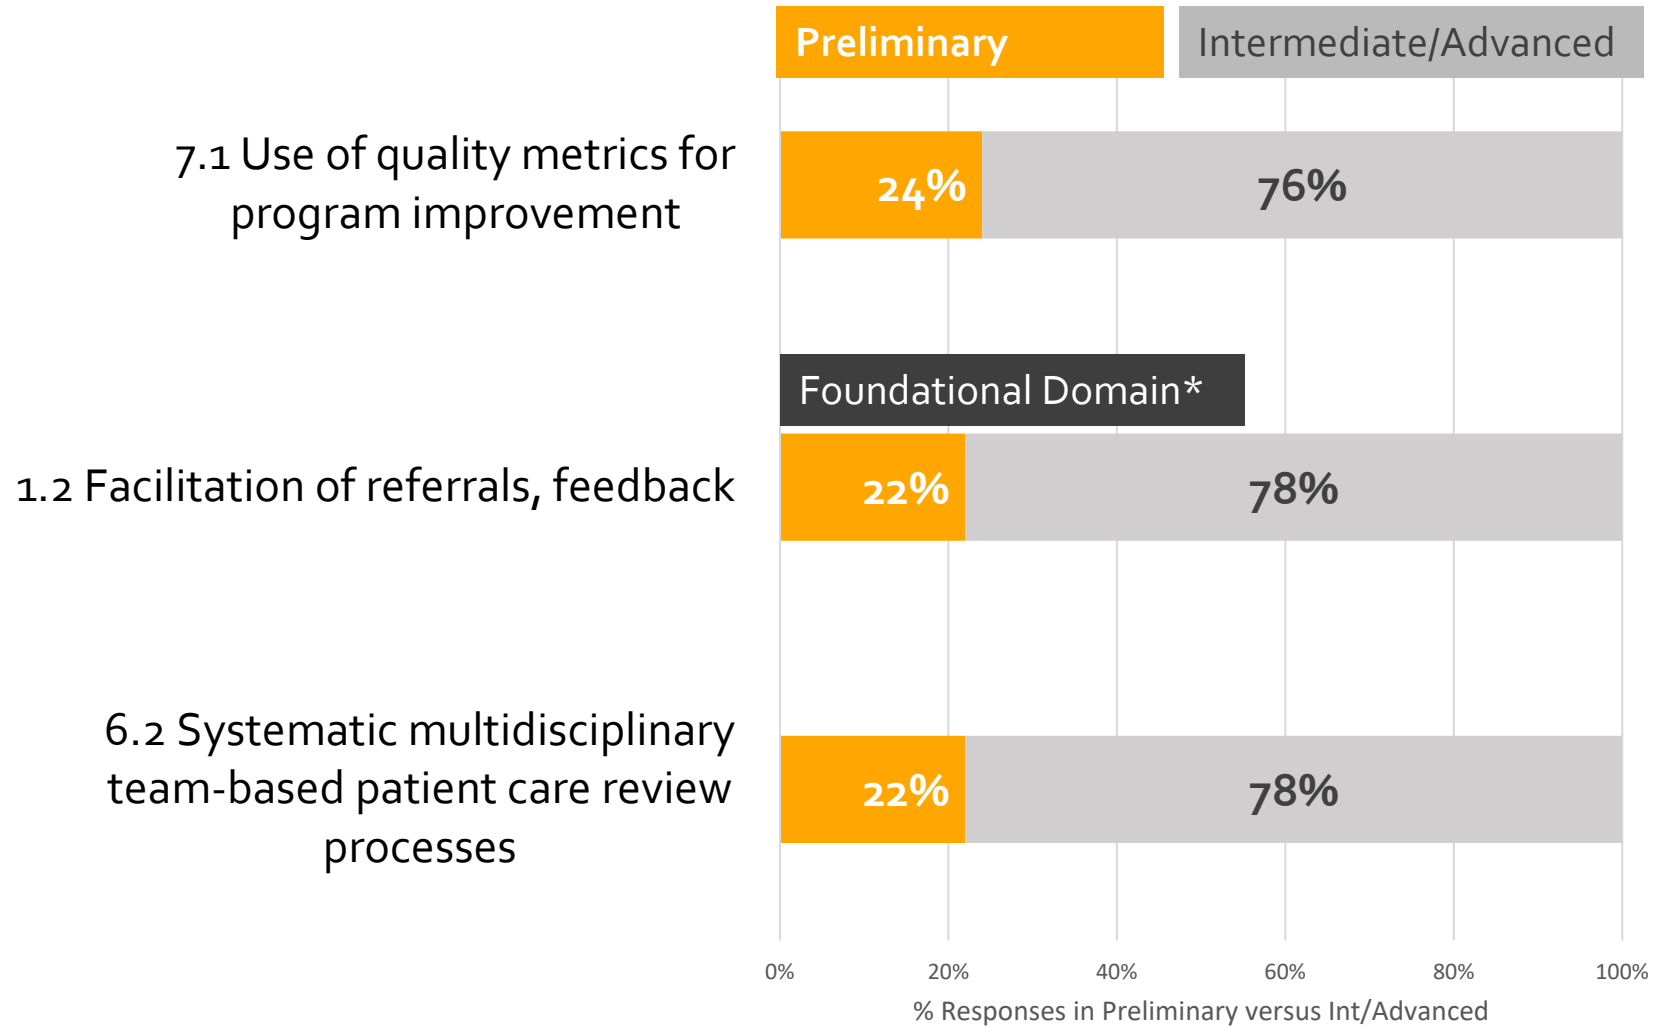 Preliminary
Intermediate/Advanced
7.1 Use of quality metrics for
program improvement
24%
76%
Foundational Domain*
1.2 Facilitation of referrals, feedback
22%
78%
6.2 Systematic multidisciplinary
team-based patient care review
processes
22%
78%
0%
20%
40%
60%
80%
100%
% Responses in Preliminary versus Int/Advanced